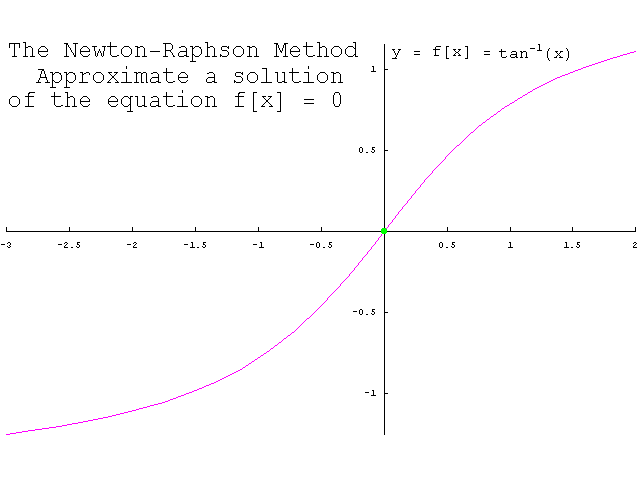 The Newton-Raphson Method
Approximate a solution
of the equation f[x] = 0
y = f[x] = tan⁻¹(x)
1
0.5
-3 -2.5 -2 -1.5 -1 -0.5 0.5 1 1.5 2
-0.5
-1